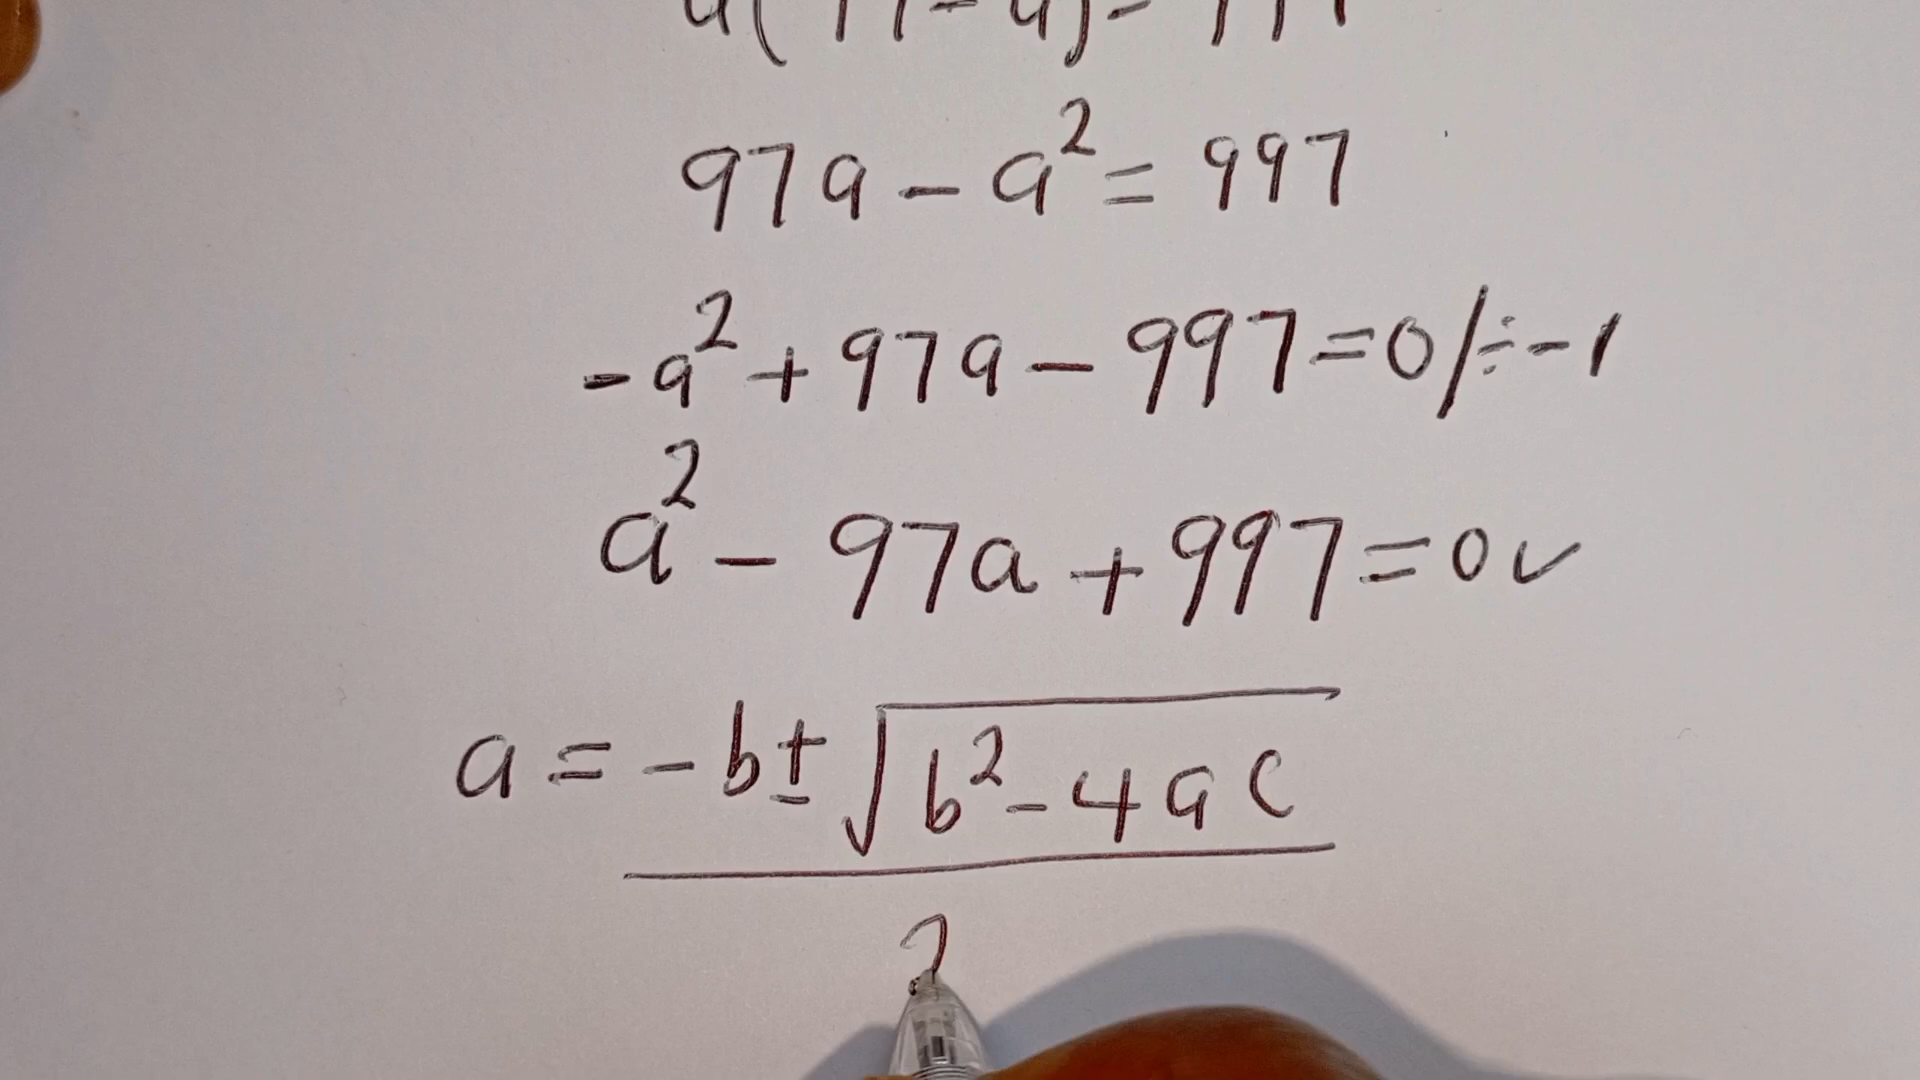 97a - a² = 997
-a² + 97a - 997 = 0 / ÷ -1
a² - 97a + 997 = 0 ✓
a = -b ± √(b² - 4ac)
2